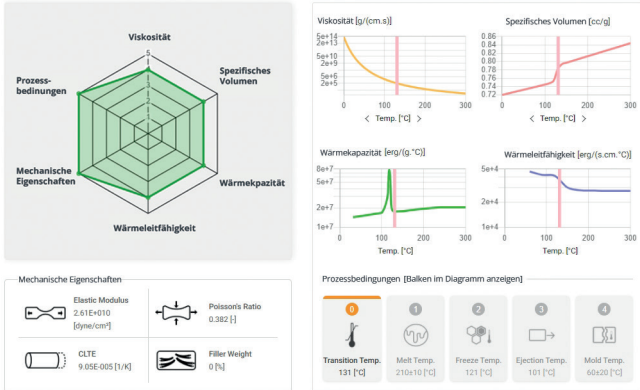 Viskosität
Spezifisches
Volumen
Wärmekpazität
Wärmeleitfähigkeit
Mechanische
Eigenschaften
Prozess-
bedinungen
Viskosität [g/(cm.s)]
5e+14
5e+13
5e+10
2e+9
5e+6
2e+5
0
100
200
300
Temp. [°C]
Spezifisches Volumen [cc/g]
0.86
0.84
0.82
0.80
0.78
0.76
0.74
0.72
0
100
200
300
Temp. [°C]
Wärmekapazität [erg/(g.°C)]
8e+7
5e+7
2e+7
1e+7
0
100
200
300
Temp. [°C]
Wärmeleitfähigkeit [erg/(s.cm.°C)]
5e+4
2e+4
1e+4
0
100
200
300
Temp. [°C]
Mechanische Eigenschaften
Elastic Modulus
2.61E+010
[dyne/cm²]
Poisson's Ratio
0.382 [-]
CLTE
9.05E-005 [1/K]
Filler Weight
0 [%]
Prozessbedingungen [Balken im Diagramm anzeigen]
0
Transition Temp.
131 [°C]
1
Melt Temp.
210±10 [°C]
2
Freeze Temp.
121 [°C]
3
Ejection Temp.
101 [°C]
4
Mold Temp.
60±20 [°C]